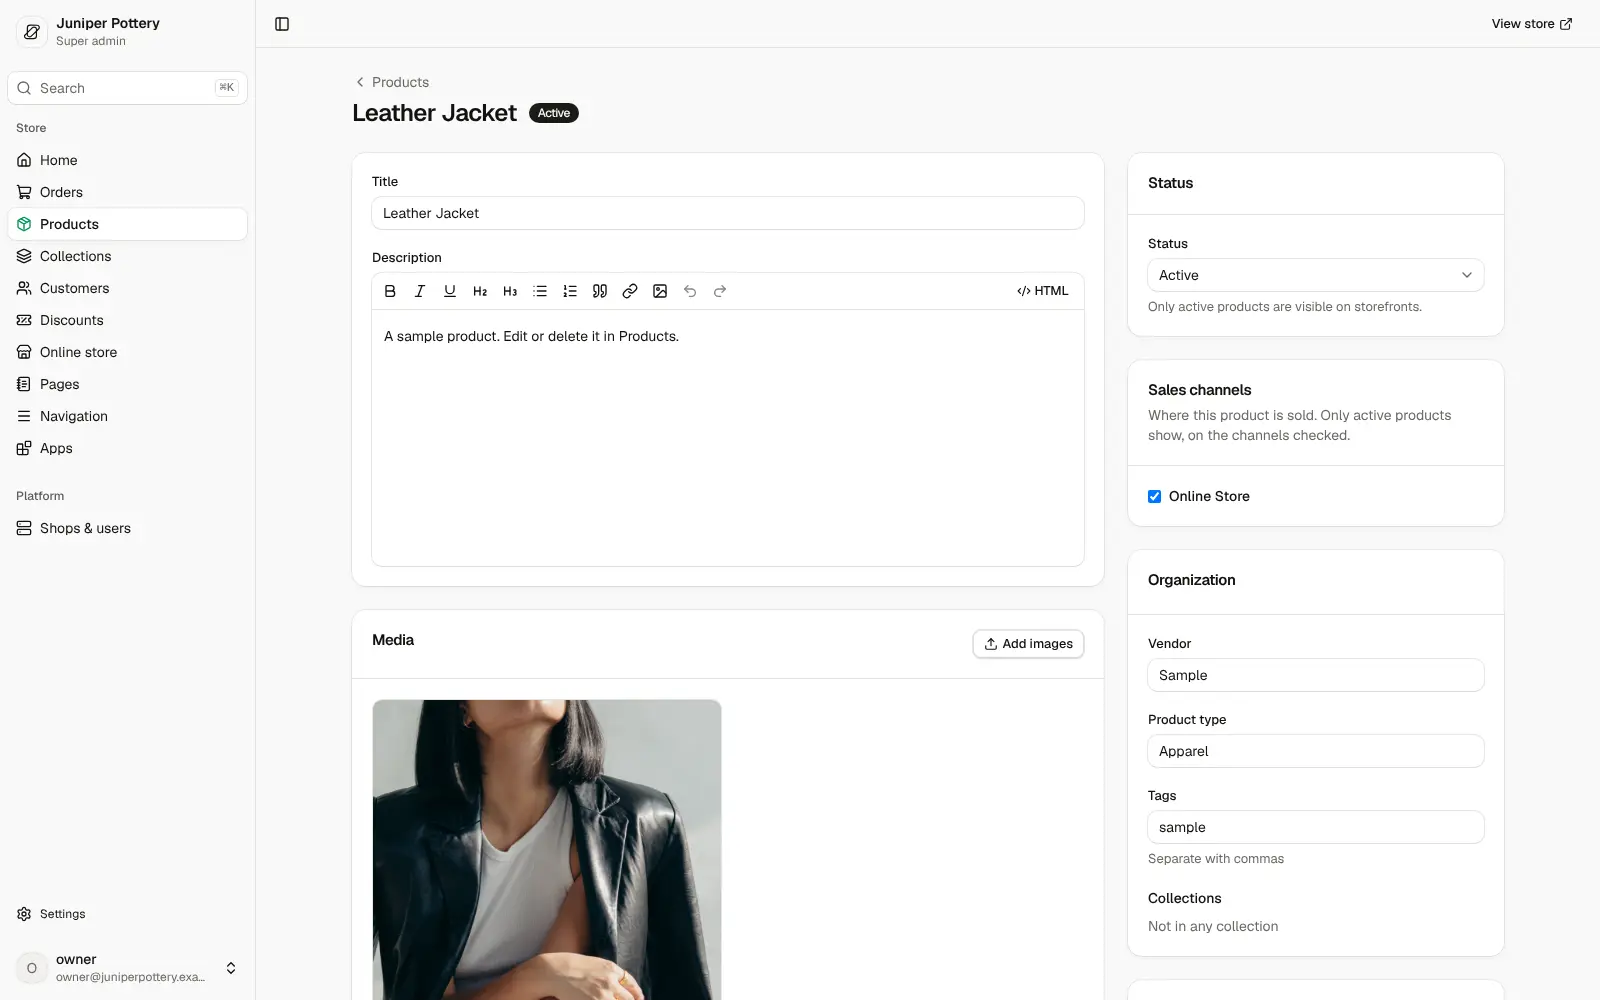 Juniper Pottery
Super admin
Search
⌘K
Store
Home
Orders
Products
Collections
Customers
Discounts
Online store
Pages
Navigation
Apps
Platform
Shops & users
Settings
O
owner
owner@juniperpottery.exa...
View store
Products
Leather Jacket
Active
Title
Leather Jacket
Description
B I U H2 H3 </> HTML
A sample product. Edit or delete it in Products.
Media
Add images
Status
Status
Active
Only active products are visible on storefronts.
Sales channels
Where this product is sold. Only active products
show, on the channels checked.
Online Store
Organization
Vendor
Sample
Product type
Apparel
Tags
sample
Separate with commas
Collections
Not in any collection